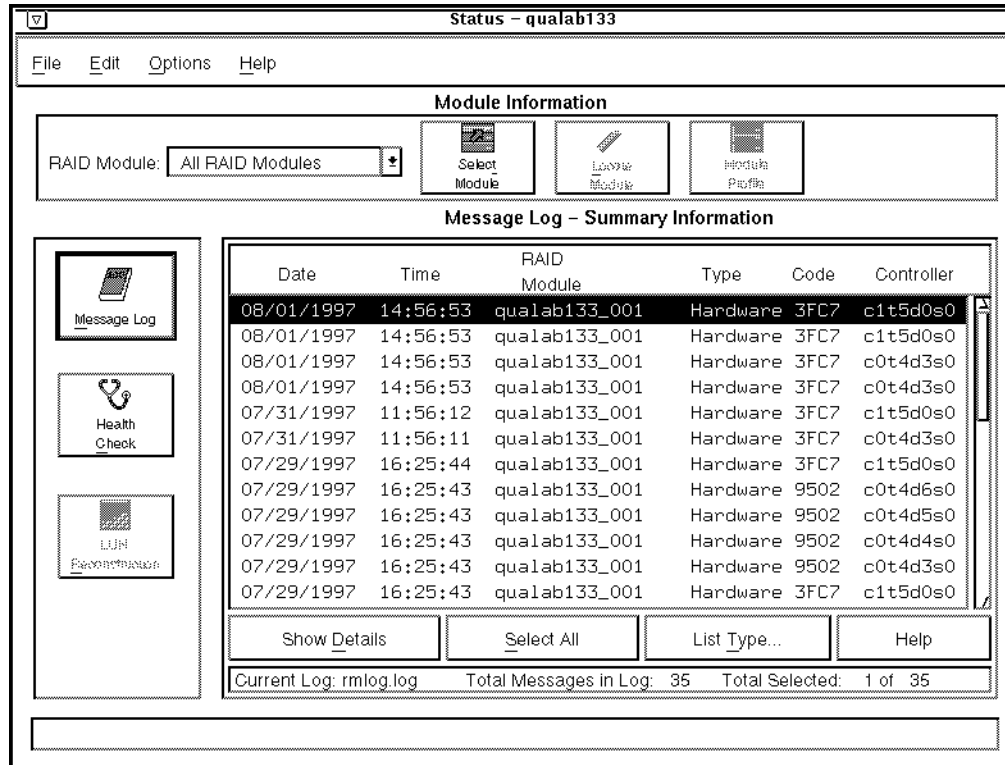 Status – qualab133
File Edit Options Help
Module Information
RAID Module: All RAID Modules
Select Module
Locate Module
Module Profile
Message Log – Summary Information
Message Log
Health Check
LUN Reconstruction
Date Time RAID Module Type Code Controller
08/01/1997 14:56:53 qualab133_001 Hardware 3FC7 c1t5d0s0
08/01/1997 14:56:53 qualab133_001 Hardware 3FC7 c1t5d0s0
08/01/1997 14:56:53 qualab133_001 Hardware 3FC7 c0t4d3s0
08/01/1997 14:56:53 qualab133_001 Hardware 3FC7 c0t4d3s0
07/31/1997 11:56:12 qualab133_001 Hardware 3FC7 c1t5d0s0
07/31/1997 11:56:11 qualab133_001 Hardware 3FC7 c0t4d3s0
07/29/1997 16:25:44 qualab133_001 Hardware 3FC7 c1t5d0s0
07/29/1997 16:25:43 qualab133_001 Hardware 9502 c0t4d6s0
07/29/1997 16:25:43 qualab133_001 Hardware 9502 c0t4d5s0
07/29/1997 16:25:43 qualab133_001 Hardware 9502 c0t4d4s0
07/29/1997 16:25:43 qualab133_001 Hardware 9502 c0t4d3s0
07/29/1997 16:25:43 qualab133_001 Hardware 3FC7 c1t5d0s0
Show Details Select All List Type... Help
Current Log: rmlog.log Total Messages in Log: 35 Total Selected: 1 of 35